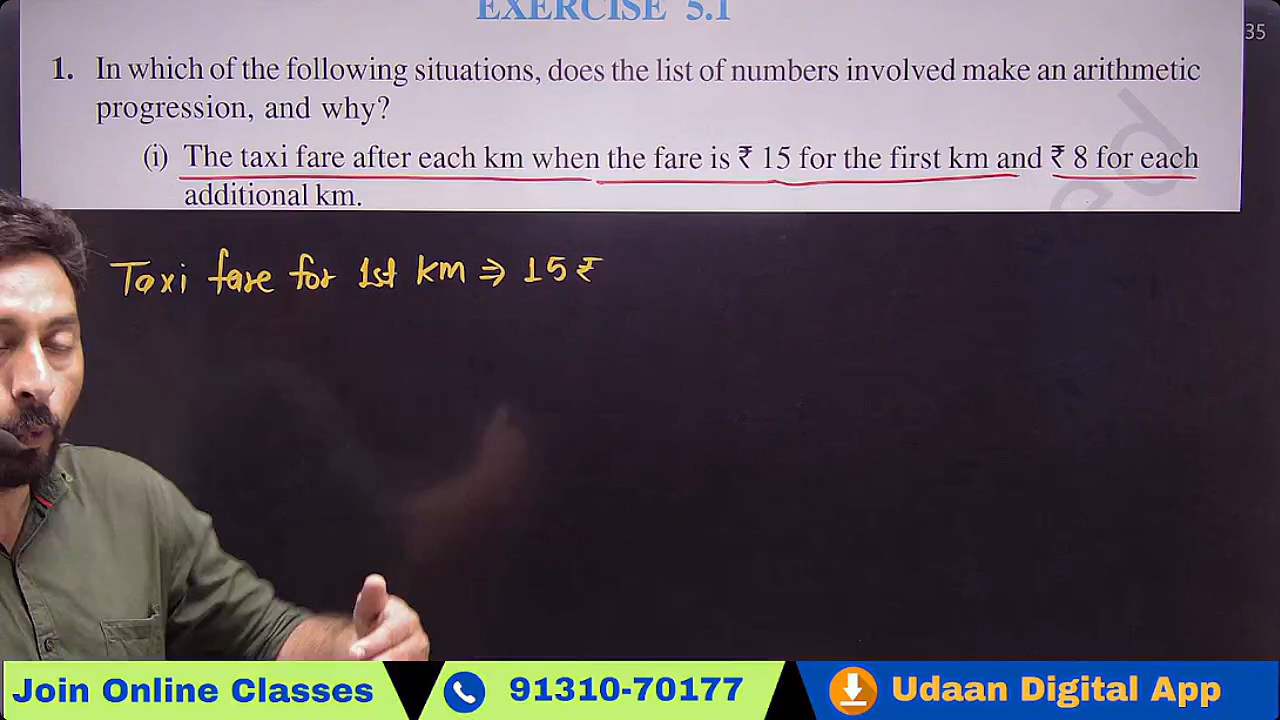 EXERCISE 5.1
35
1. In which of the following situations, does the list of numbers involved make an arithmetic
progression, and why?
(i) The taxi fare after each km when the fare is ₹ 15 for the first km and ₹ 8 for each
additional km.
Taxi fare for 1st km ⇒ 15 ₹
Join Online Classes
91310-70177
Udaan Digital App